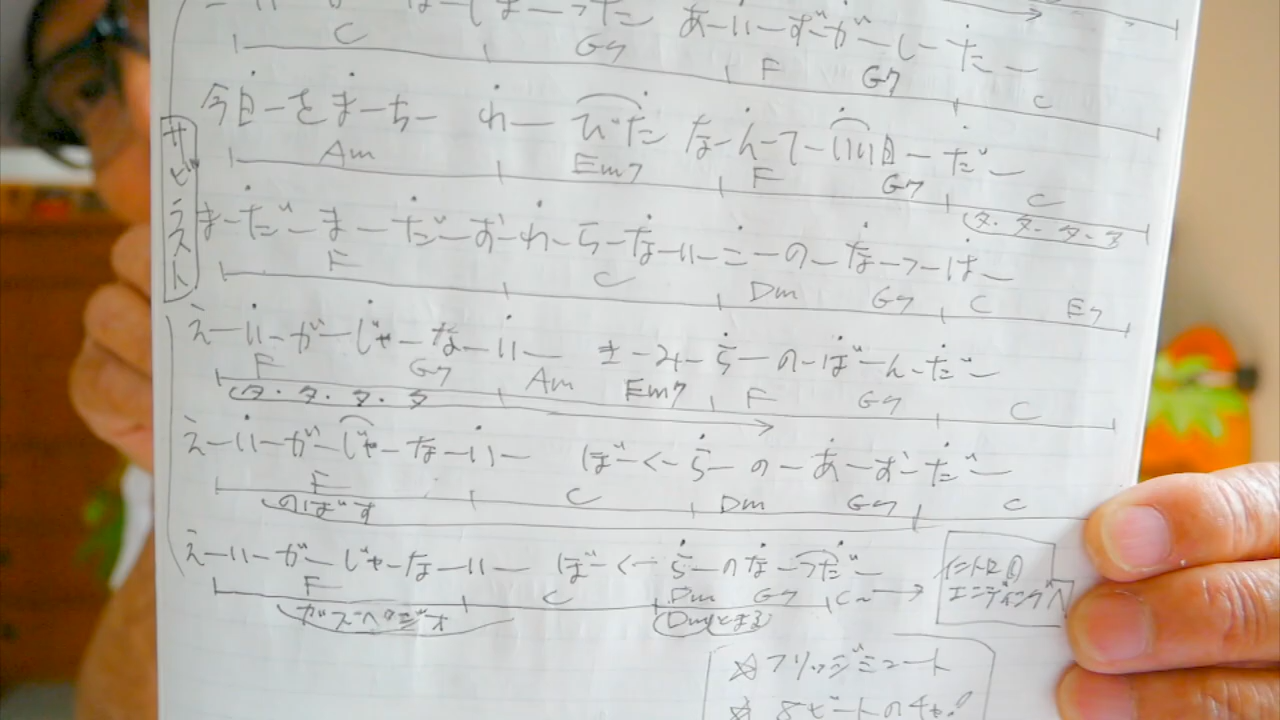 あーいーずーがーしーたー
C G7 F G7 C
今日ーをまーちー わーびた なーんーてーいい日ーだー
Am Em7 F G7 C
タ・タ・タ・タ
サビラスト
まーだーまーだーおーわーらーなーいーこーのーなーつーはー
F C Dm G7 C E7
えーいーがーじゃーなーいー きーみーらーのーばーんーだー
F G7 Am Em7 F G7 C
タ・タ・タ・タ
えーいーがーじゃーなーいー ぼーくーらーのーあーおーだー
F C Dm G7 C
のばす
えーいーがーじゃーなーいー ぼーくーらーのなーつだー
F C Dm G7 C〜
Dmでとまる
イントロ①
エンディングへ
☆ブリッジミュート
☆8ビートの